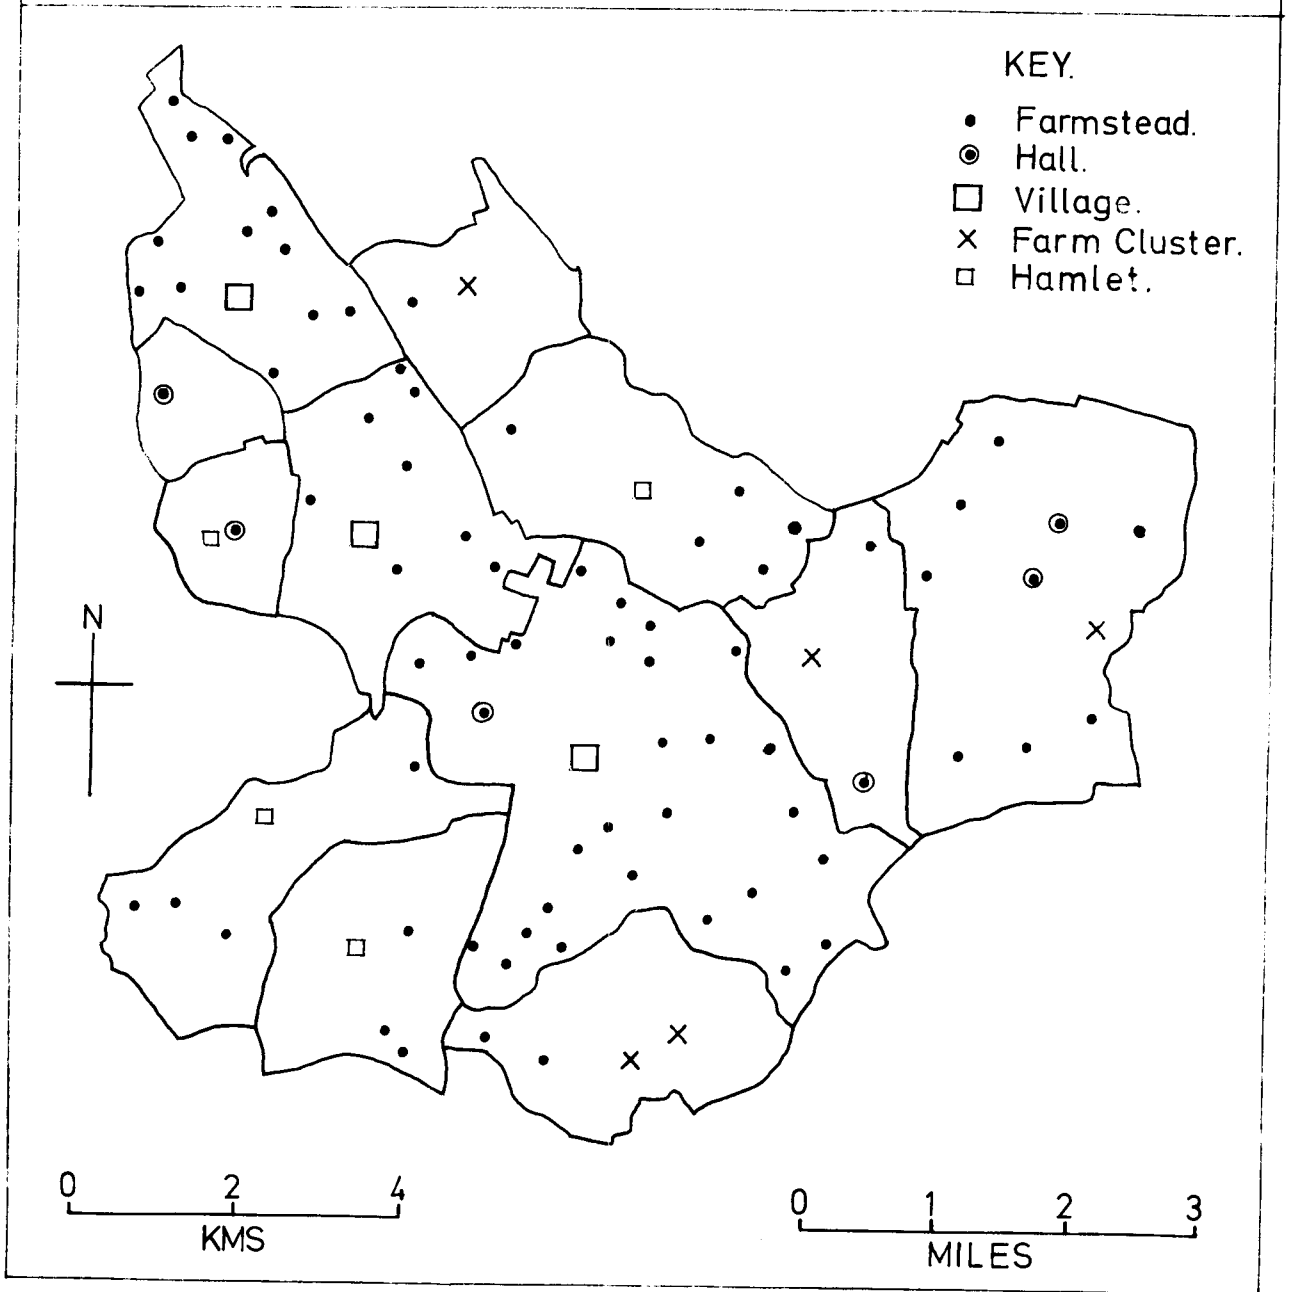 KEY.
Farmstead.
Hall.
Village.
Farm Cluster.
Hamlet.
N
0 2 4
KMS
0 1 2 3
MILES